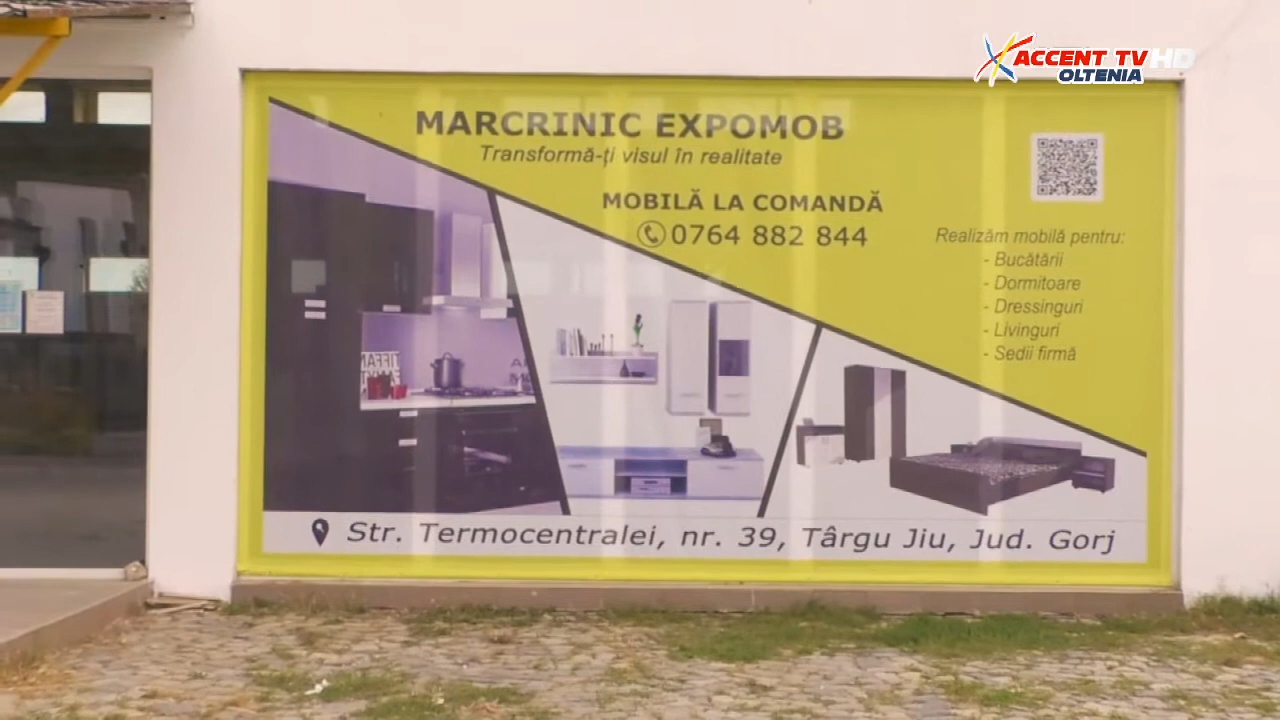 ACCENT TV HD
OLTENIA
MARCRINIC EXPOMOB
Transformă-ți visul în realitate
MOBILĂ LA COMANDĂ
0764 882 844
Realizăm mobilă pentru:
- Bucătării
- Dormitoare
- Dressinguri
- Livinguri
- Sedii firmă
Str. Termocentralei, nr. 39, Târgu Jiu, Jud. Gorj